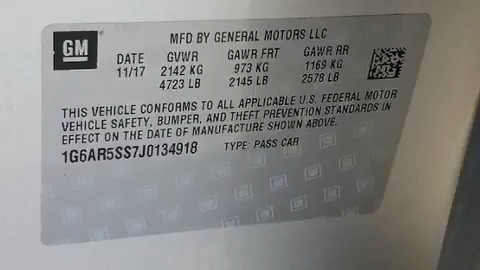 GM
MFD BY GENERAL MOTORS LLC
DATE GVWR GAWR FRT GAWR RR
11/17 2142 KG 973 KG 1169 KG
4723 LB 2145 LB 2578 LB
THIS VEHICLE CONFORMS TO ALL APPLICABLE U.S. FEDERAL MOTOR
VEHICLE SAFETY, BUMPER, AND THEFT PREVENTION STANDARDS IN
EFFECT ON THE DATE OF MANUFACTURE SHOWN ABOVE.
1G6AR5SS7J0134918 TYPE: PASS CAR